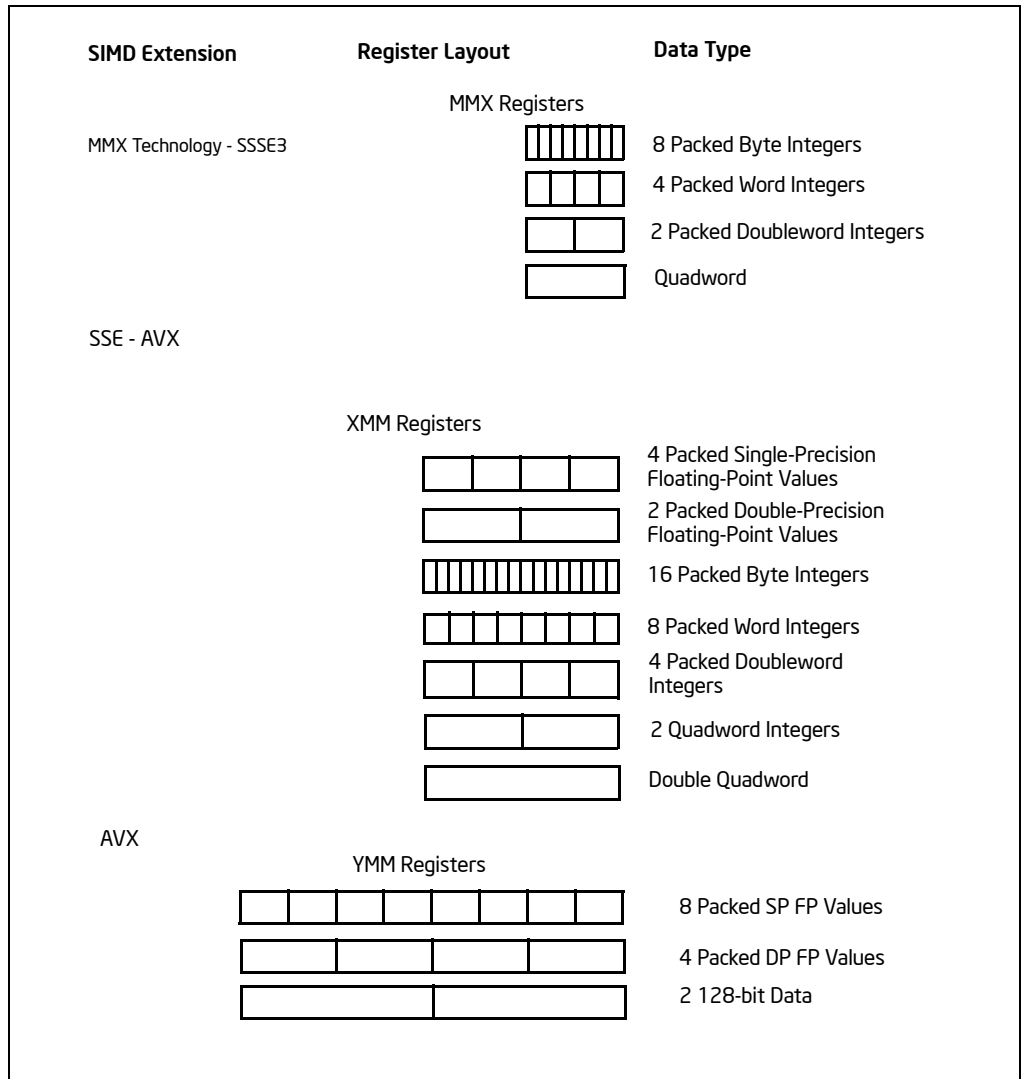 SIMD Extension Register Layout Data Type
MMX Registers
MMX Technology - SSSE3
8 Packed Byte Integers
4 Packed Word Integers
2 Packed Doubleword Integers
Quadword
SSE - AVX
XMM Registers
4 Packed Single-Precision
Floating-Point Values
2 Packed Double-Precision
Floating-Point Values
16 Packed Byte Integers
8 Packed Word Integers
4 Packed Doubleword
Integers
2 Quadword Integers
Double Quadword
AVX
YMM Registers
8 Packed SP FP Values
4 Packed DP FP Values
2 128-bit Data